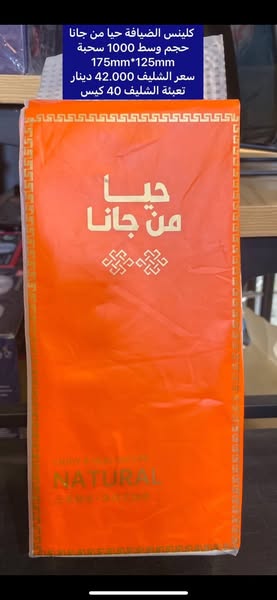 كلينس الضيافة حيا من جانا
حجم وسط 1000 سحبة
175mm*125mm
سعر الشليف 42.000 دينار
تعبئة الشليف 40 كيس
حيا
من جانا
NATURAL